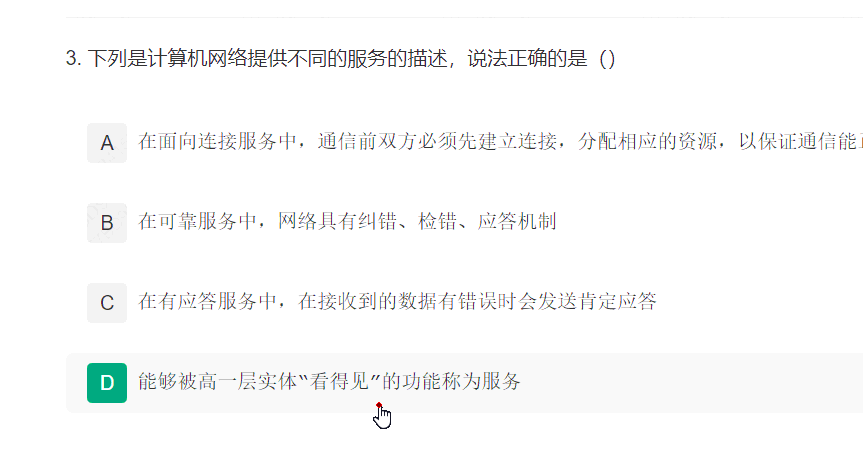 3. 下列是计算机网络提供不同的服务的描述，说法正确的是（）
A 在面向连接服务中，通信前双方必须先建立连接，分配相应的资源，以保证通信能
B 在可靠服务中，网络具有纠错、检错、应答机制
C 在有应答服务中，在接收到的数据有错误时会发送肯定应答
D 能够被高一层实体“看得见”的功能称为服务